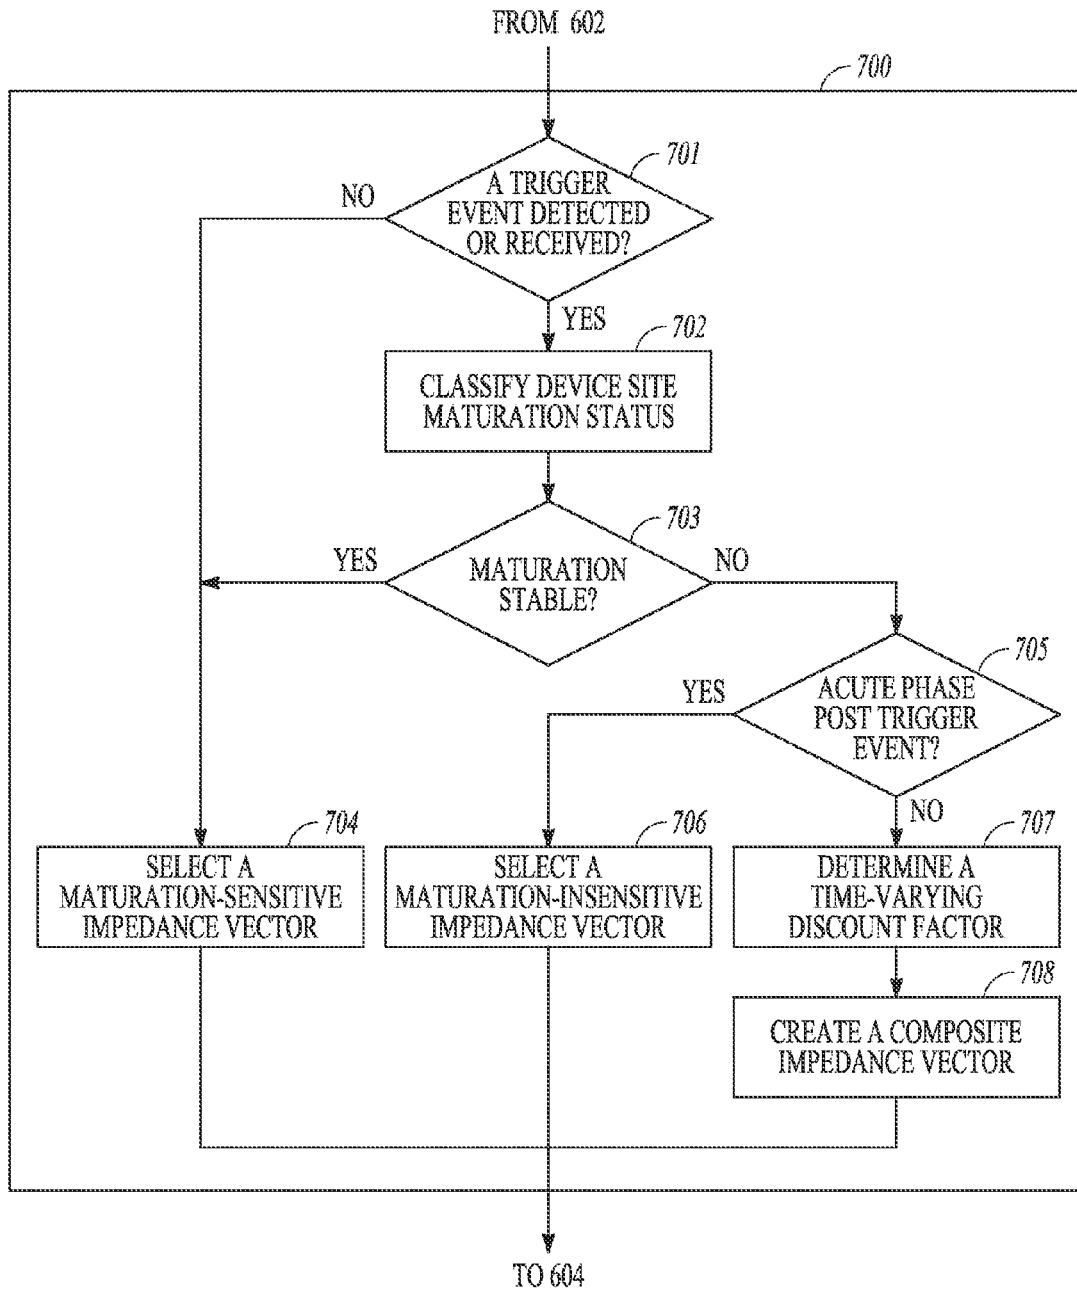 FROM 602
700
701
A TRIGGER
EVENT DETECTED
OR RECEIVED?
NO
YES
702
CLASSIFY DEVICE SITE
MATURATION STATUS
703
YES
NO
MATURATION
STABLE?
705
YES
ACUTE PHASE
POST TRIGGER
EVENT?
NO
704
SELECT A
MATURATION-SENSITIVE
IMPEDANCE VECTOR
706
SELECT A
MATURATION-INSENSITIVE
IMPEDANCE VECTOR
707
DETERMINE A
TIME-VARYING
DISCOUNT FACTOR
708
CREATE A COMPOSITE
IMPEDANCE VECTOR
TO 604